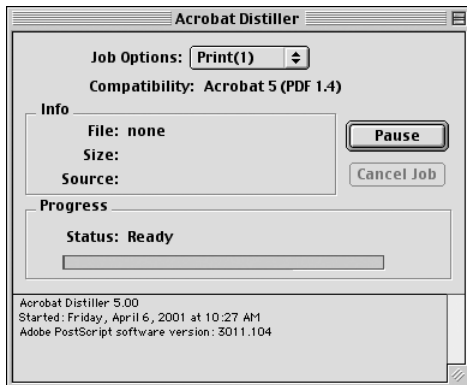 Acrobat Distiller
Job Options: Print(1)
Compatibility: Acrobat 5 (PDF 1.4)
Info
File: none
Size:
Source:
Pause
Cancel Job
Progress
Status: Ready
Acrobat Distiller 5.00
Started: Friday, April 6, 2001 at 10:27 AM
Adobe PostScript software version: 3011.104